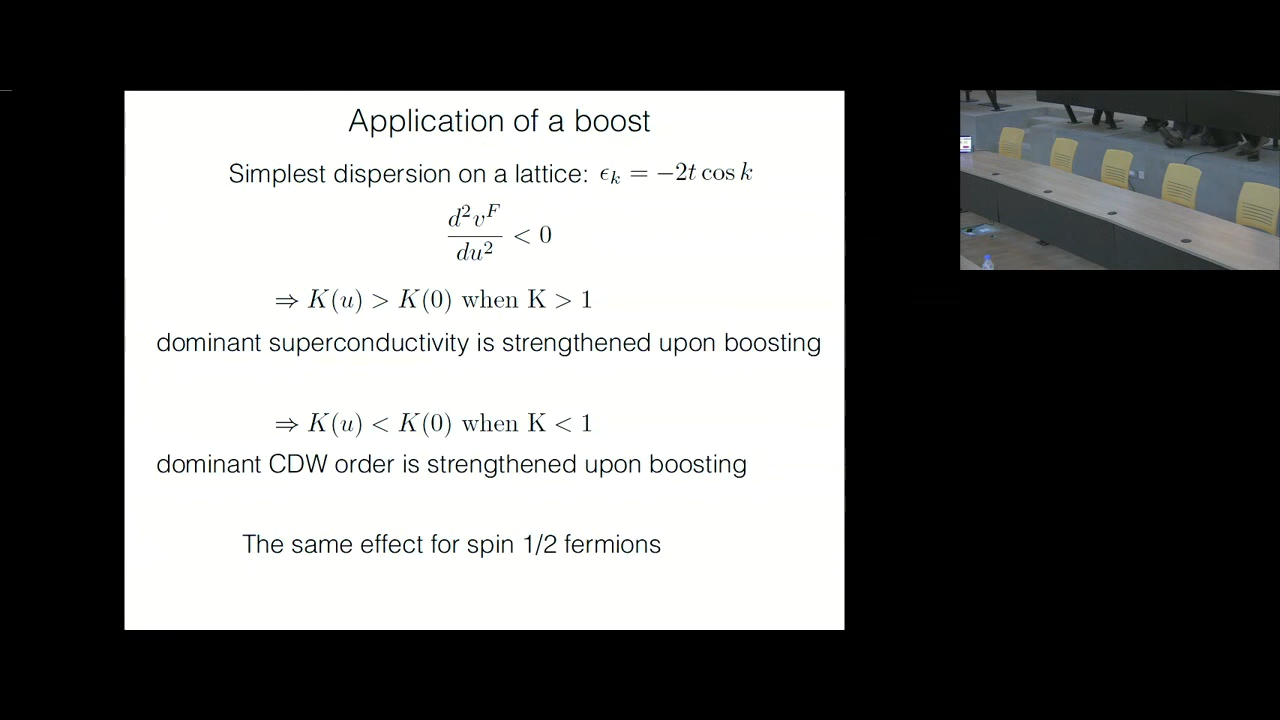 Application of a boost
Simplest dispersion on a lattice: $\epsilon_k = -2t \cos k$
$\frac{d^2 v^F}{du^2} < 0$
⇒ K(u) > K(0) when K > 1
dominant superconductivity is strengthened upon boosting
⇒ K(u) < K(0) when K < 1
dominant CDW order is strengthened upon boosting
The same effect for spin 1/2 fermions